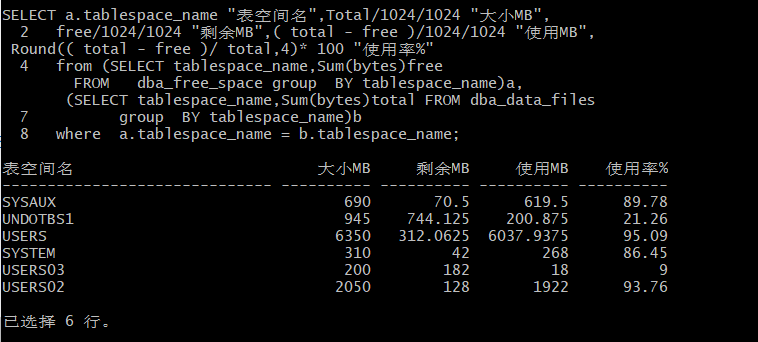 SELECT a.tablespace_name "表空间名",Total/1024/1024 "大小MB",
2 free/1024/1024 "剩余MB",( total - free )/1024/1024 "使用MB",
Round(( total - free )/ total,4)* 100 "使用率%"
4 from (SELECT tablespace_name,Sum(bytes)free
FROM dba_free_space group BY tablespace_name)a,
(SELECT tablespace_name,Sum(bytes)total FROM dba_data_files
7 group BY tablespace_name)b
8 where a.tablespace_name = b.tablespace_name;
表空间名 大小MB 剩余MB 使用MB 使用率%
------------------------------ ---------- ---------- ---------- ----------
SYSAUX 690 70.5 619.5 89.78
UNDOTBS1 945 744.125 200.875 21.26
USERS 6350 312.0625 6037.9375 95.09
SYSTEM 310 42 268 86.45
USERS03 200 182 18 9
USERS02 2050 128 1922 93.76
已选择 6 行。